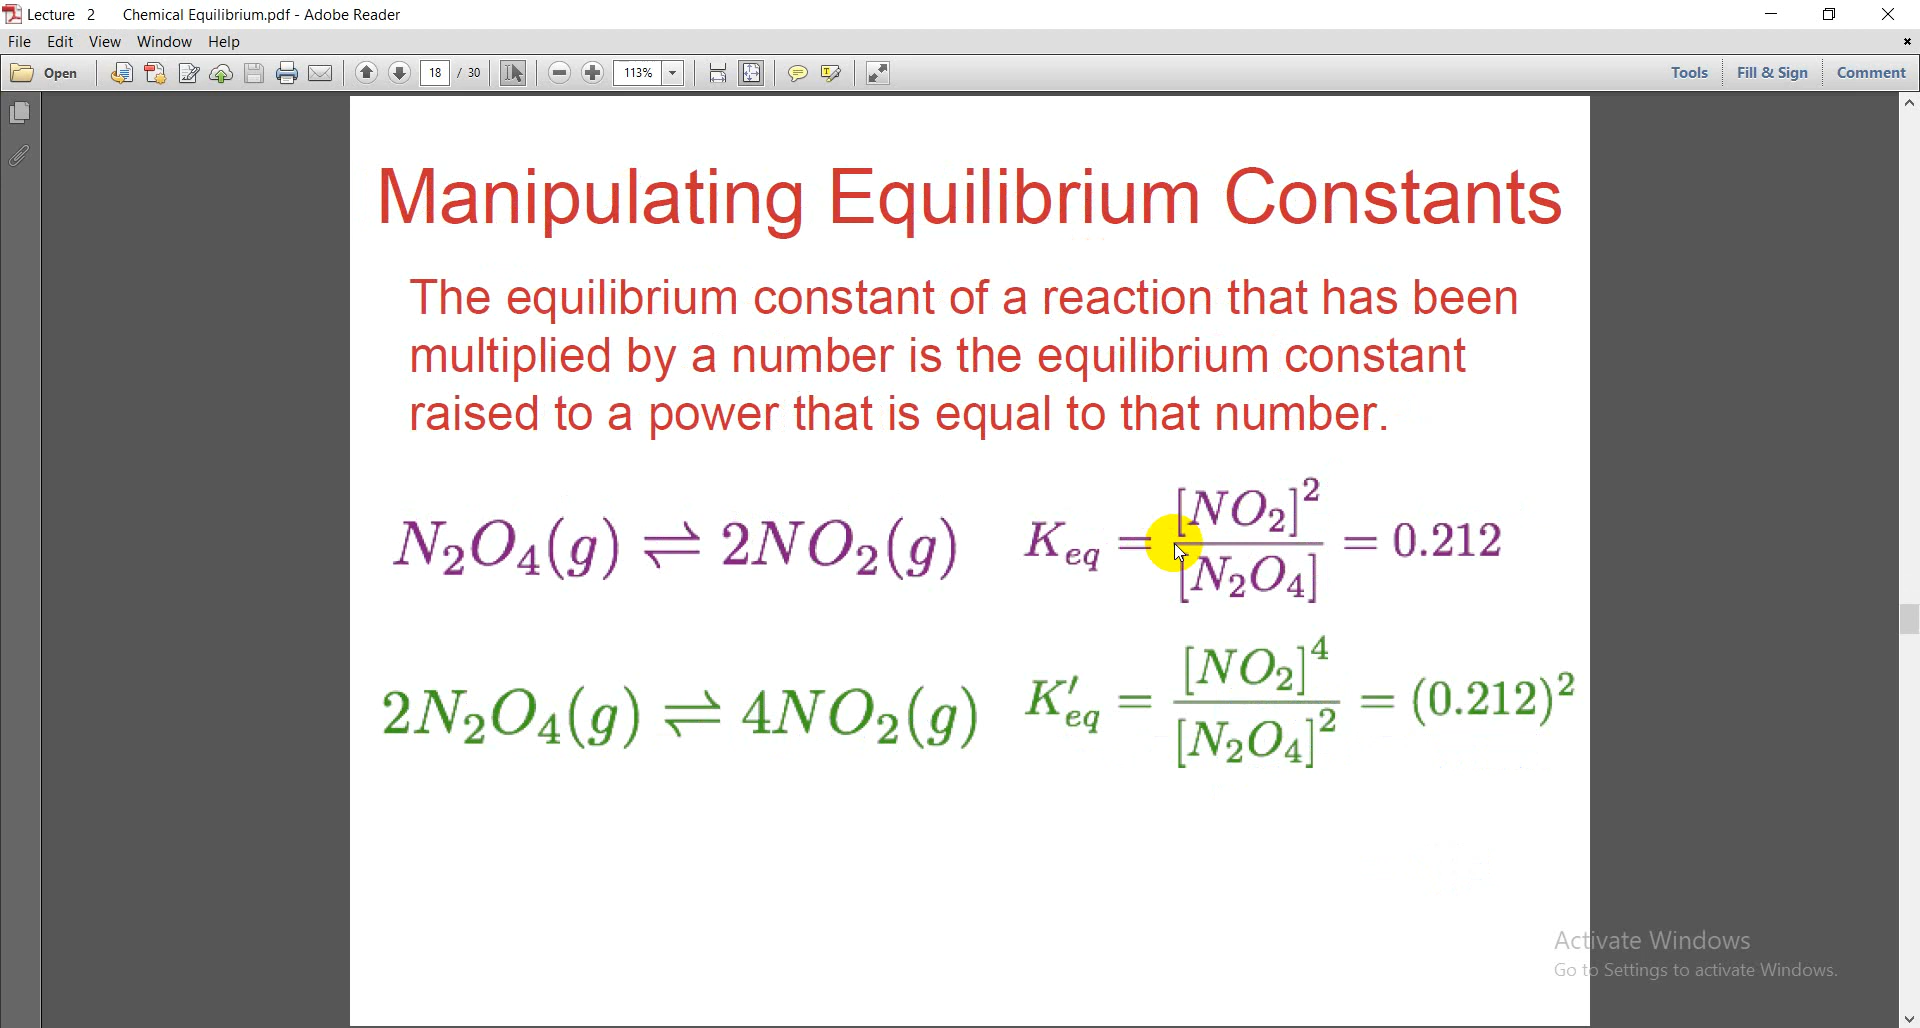 Lecture 2 Chemical Equilibrium.pdf - Adobe Reader
File Edit View Window Help
Open 18 / 30 113% Tools Fill & Sign Comment
Manipulating Equilibrium Constants
The equilibrium constant of a reaction that has been
multiplied by a number is the equilibrium constant
raised to a power that is equal to that number.
N₂O₄(g) ⇌ 2NO₂(g) K_eq = [NO₂]²/[N₂O₄] = 0.212
2N₂O₄(g) ⇌ 4NO₂(g) K′_eq = [NO₂]⁴/[N₂O₄]² = (0.212)²
Activate Windows
Go to Settings to activate Windows.